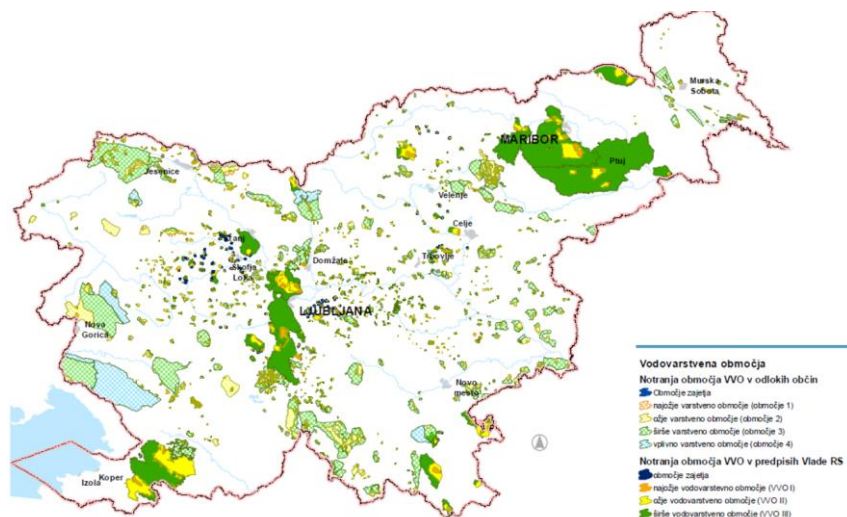 Murska
Sobota
MARIBOR
Ptuj
Jesenice
Velenje
Celje
Kranj
Škofja
Loka
Domžale
Trbovlje
LJUBLJANA
Nova
Gorica
Novo
mesto
Koper
Izola
Vodovarstvena območja
Notranja območja VVO v odlokih občin
Območje zajetja
najožje varstveno območje (območje 1)
ožje varstveno območje (območje 2)
širše varstveno območje (območje 3)
vplivno varstveno območje (območje 4)
Notranja območja VVO v predpisih Vlade RS
območje zajetja
najožje vodovarstevno območje (VVO I)
ožje vodovarstveno območje (VVO II)
širše vodovarstveno območje (VVO III)